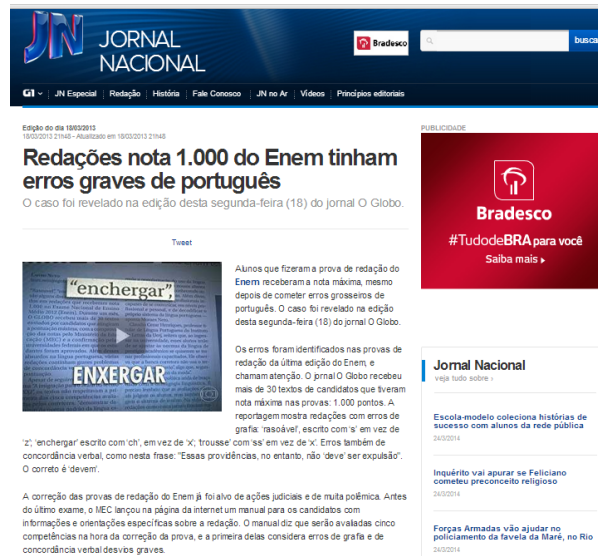 JN JORNAL
NACIONAL
Bradesco
busca
G1 JN Especial Redação História Fale Conosco JN no Ar Vídeos Princípios editoriais
Edição do dia 18/03/2013
18/03/2013 21h48 - Atualizado em 18/03/2013 21h48
Redações nota 1.000 do Enem tinham
erros graves de português
O caso foi revelado na edição desta segunda-feira (18) do jornal O Globo.
Tweet
"enchergar",
ENXERGAR
Alunos que fizeram a prova de redação do
Enem receberam a nota máxima, mesmo
depois de cometer erros grosseiros de
português. O caso foi revelado na edição
desta segunda-feira (18) do jornal O Globo.
Os erros foram identificados nas provas de
redação da última edição do Enem, e
chamam atenção. O jornal O Globo recebeu
mais de 30 textos de candidatos que tiveram
nota máxima nas provas: 1.000 pontos. A
reportagem mostra redações com erros de
grafia: 'rasoável', escrito com 's' em vez de
'z'; 'enchergar' escrito com 'ch', em vez de 'x'; 'trousse' com 'ss' em vez de 'x'. Erros também de
concordância verbal, como nesta frase: "Essas providências, no entanto, não 'deve' ser expulsão".
O correto é 'devem'.
A correção das provas de redação do Enem já foi alvo de ações judiciais e de muita polêmica. Antes
do último exame, o MEC lançou na página da internet um manual para os candidatos com
informações e orientações específicas sobre a redação. O manual diz que serão avaliadas cinco
competências na hora da correção da prova, e a primeira delas considera erros de grafia e de
concordância verbal desvios graves.
PUBLICIDADE
Bradesco
#TudodeBRA para você
Saiba mais
Jornal Nacional
veja tudo sobre ›
Escola-modelo coleciona histórias de
sucesso com alunos da rede pública
24/3/2014
Inquérito vai apurar se Feliciano
cometeu preconceito religioso
24/3/2014
Forças Armadas vão ajudar no
policiamento da favela da Maré, no Rio
24/3/2014